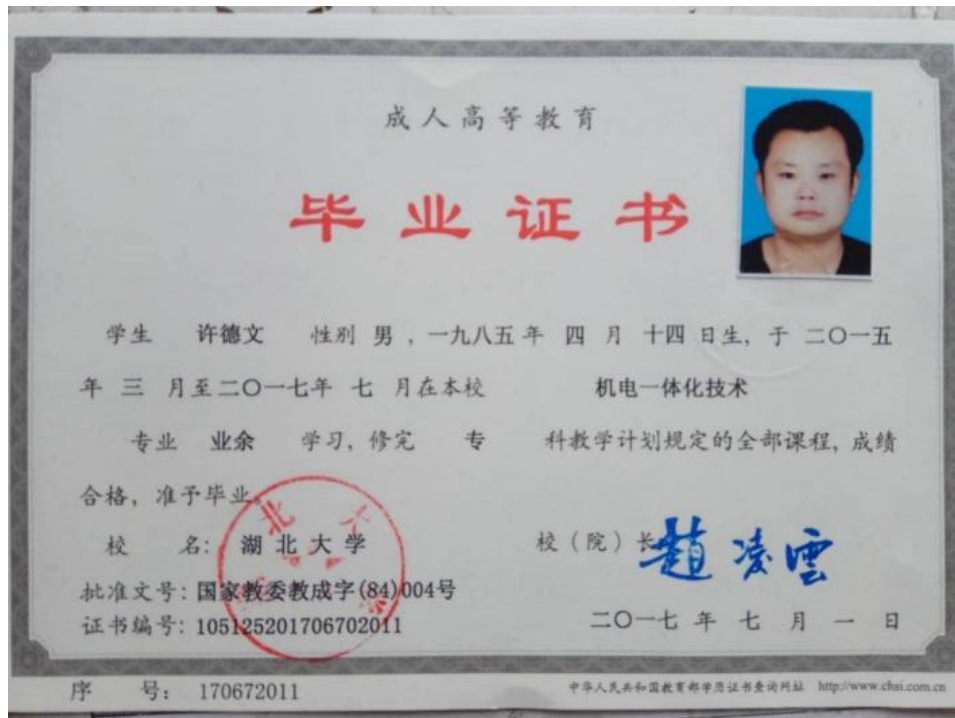 成人高等教育
毕业证书
学生 许德文 性别 男 ，一九八五年 四 月 十四 日生，于 二〇一五
年 三 月至二〇一七年 七 月在本校 机电一体化技术
专业 业余 学习，修完 专 科教学计划规定的全部课程，成绩
合格，准予毕业。
校 名: 湖北大学 校（院）长 趙凌雲
批准文号: 国家教委教成字(84)004号
证书编号: 105125201706702011 二〇一七 年 七 月 一 日
序 号: 170672011 中华人民共和国教育部学历证书查询网址 http://www.chsi.com.cn